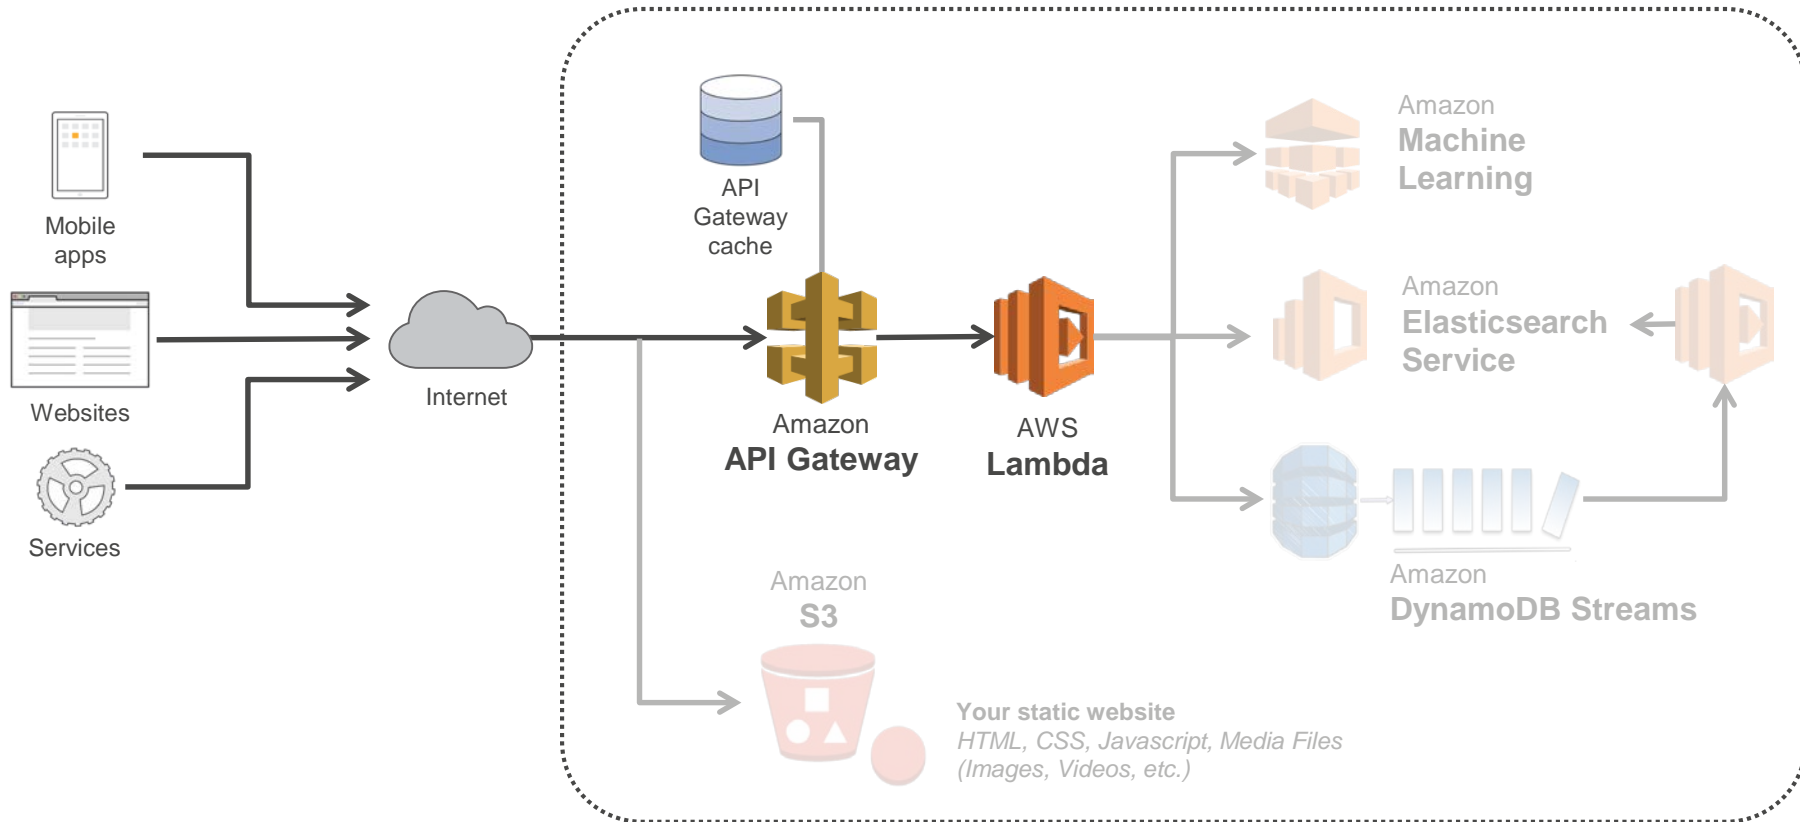 Mobile
apps
Websites
Services
Internet
API
Gateway
cache
Amazon
API Gateway
AWS
Lambda
Amazon
S3
Your static website
HTML, CSS, Javascript, Media Files
(Images, Videos, etc.)
Amazon
Machine
Learning
Amazon
Elasticsearch
Service
Amazon
DynamoDB Streams